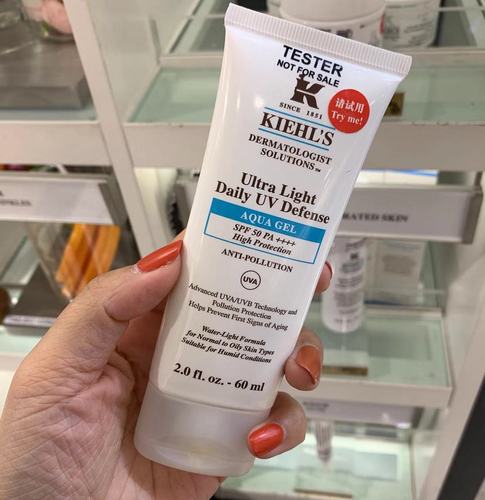 TESTER
NOT FOR SALE
K
SINCE 1851
请试用
Try me!
KIEHL'S
DERMATOLOGIST
SOLUTIONS™
Ultra Light
Daily UV Defense
AQUA GEL
SPF 50 PA ++++
High Protection
ANTI-POLLUTION
UVA
Advanced UVA/UVB Technology and
Pollution Protection
Helps Prevent First Signs of Aging
Water-Light Formula
for Normal to Oily Skin Types
Suitable for Humid Conditions
2.0 fl. oz. - 60 ml
RATED SKIN